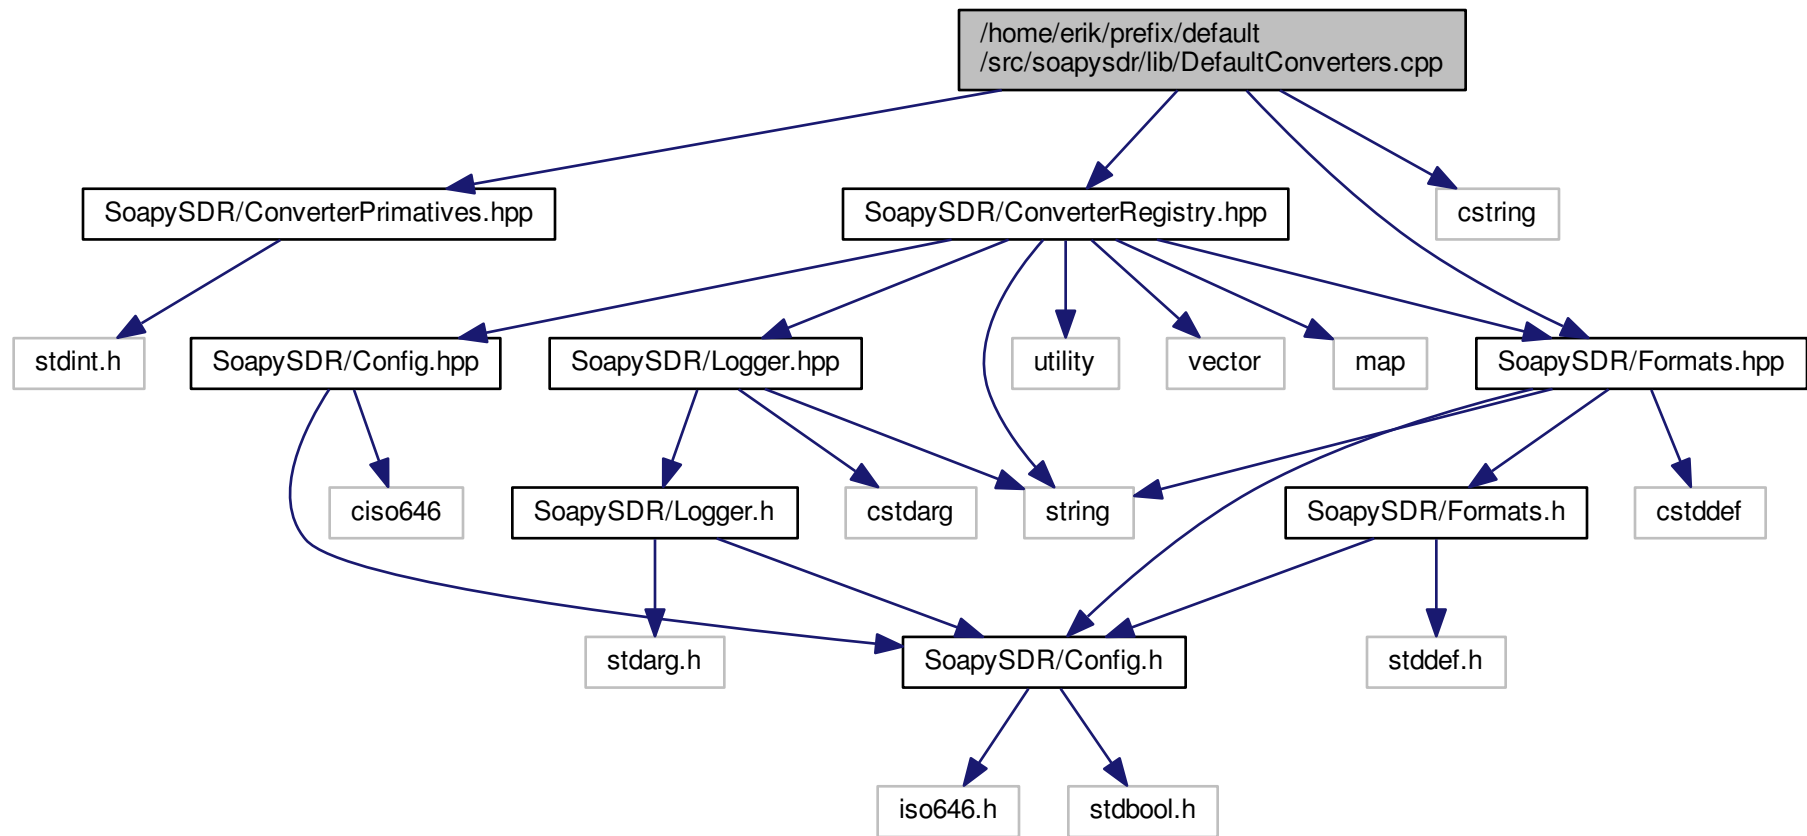 /home/erik/prefix/default
/src/soapysdr/lib/DefaultConverters.cpp
SoapySDR/ConverterPrimatives.hpp
SoapySDR/ConverterRegistry.hpp
cstring
stdint.h
SoapySDR/Config.hpp
SoapySDR/Logger.hpp
utility
vector
map
SoapySDR/Formats.hpp
ciso646
SoapySDR/Logger.h
cstdarg
string
SoapySDR/Formats.h
cstddef
stdarg.h
SoapySDR/Config.h
stddef.h
iso646.h
stdbool.h